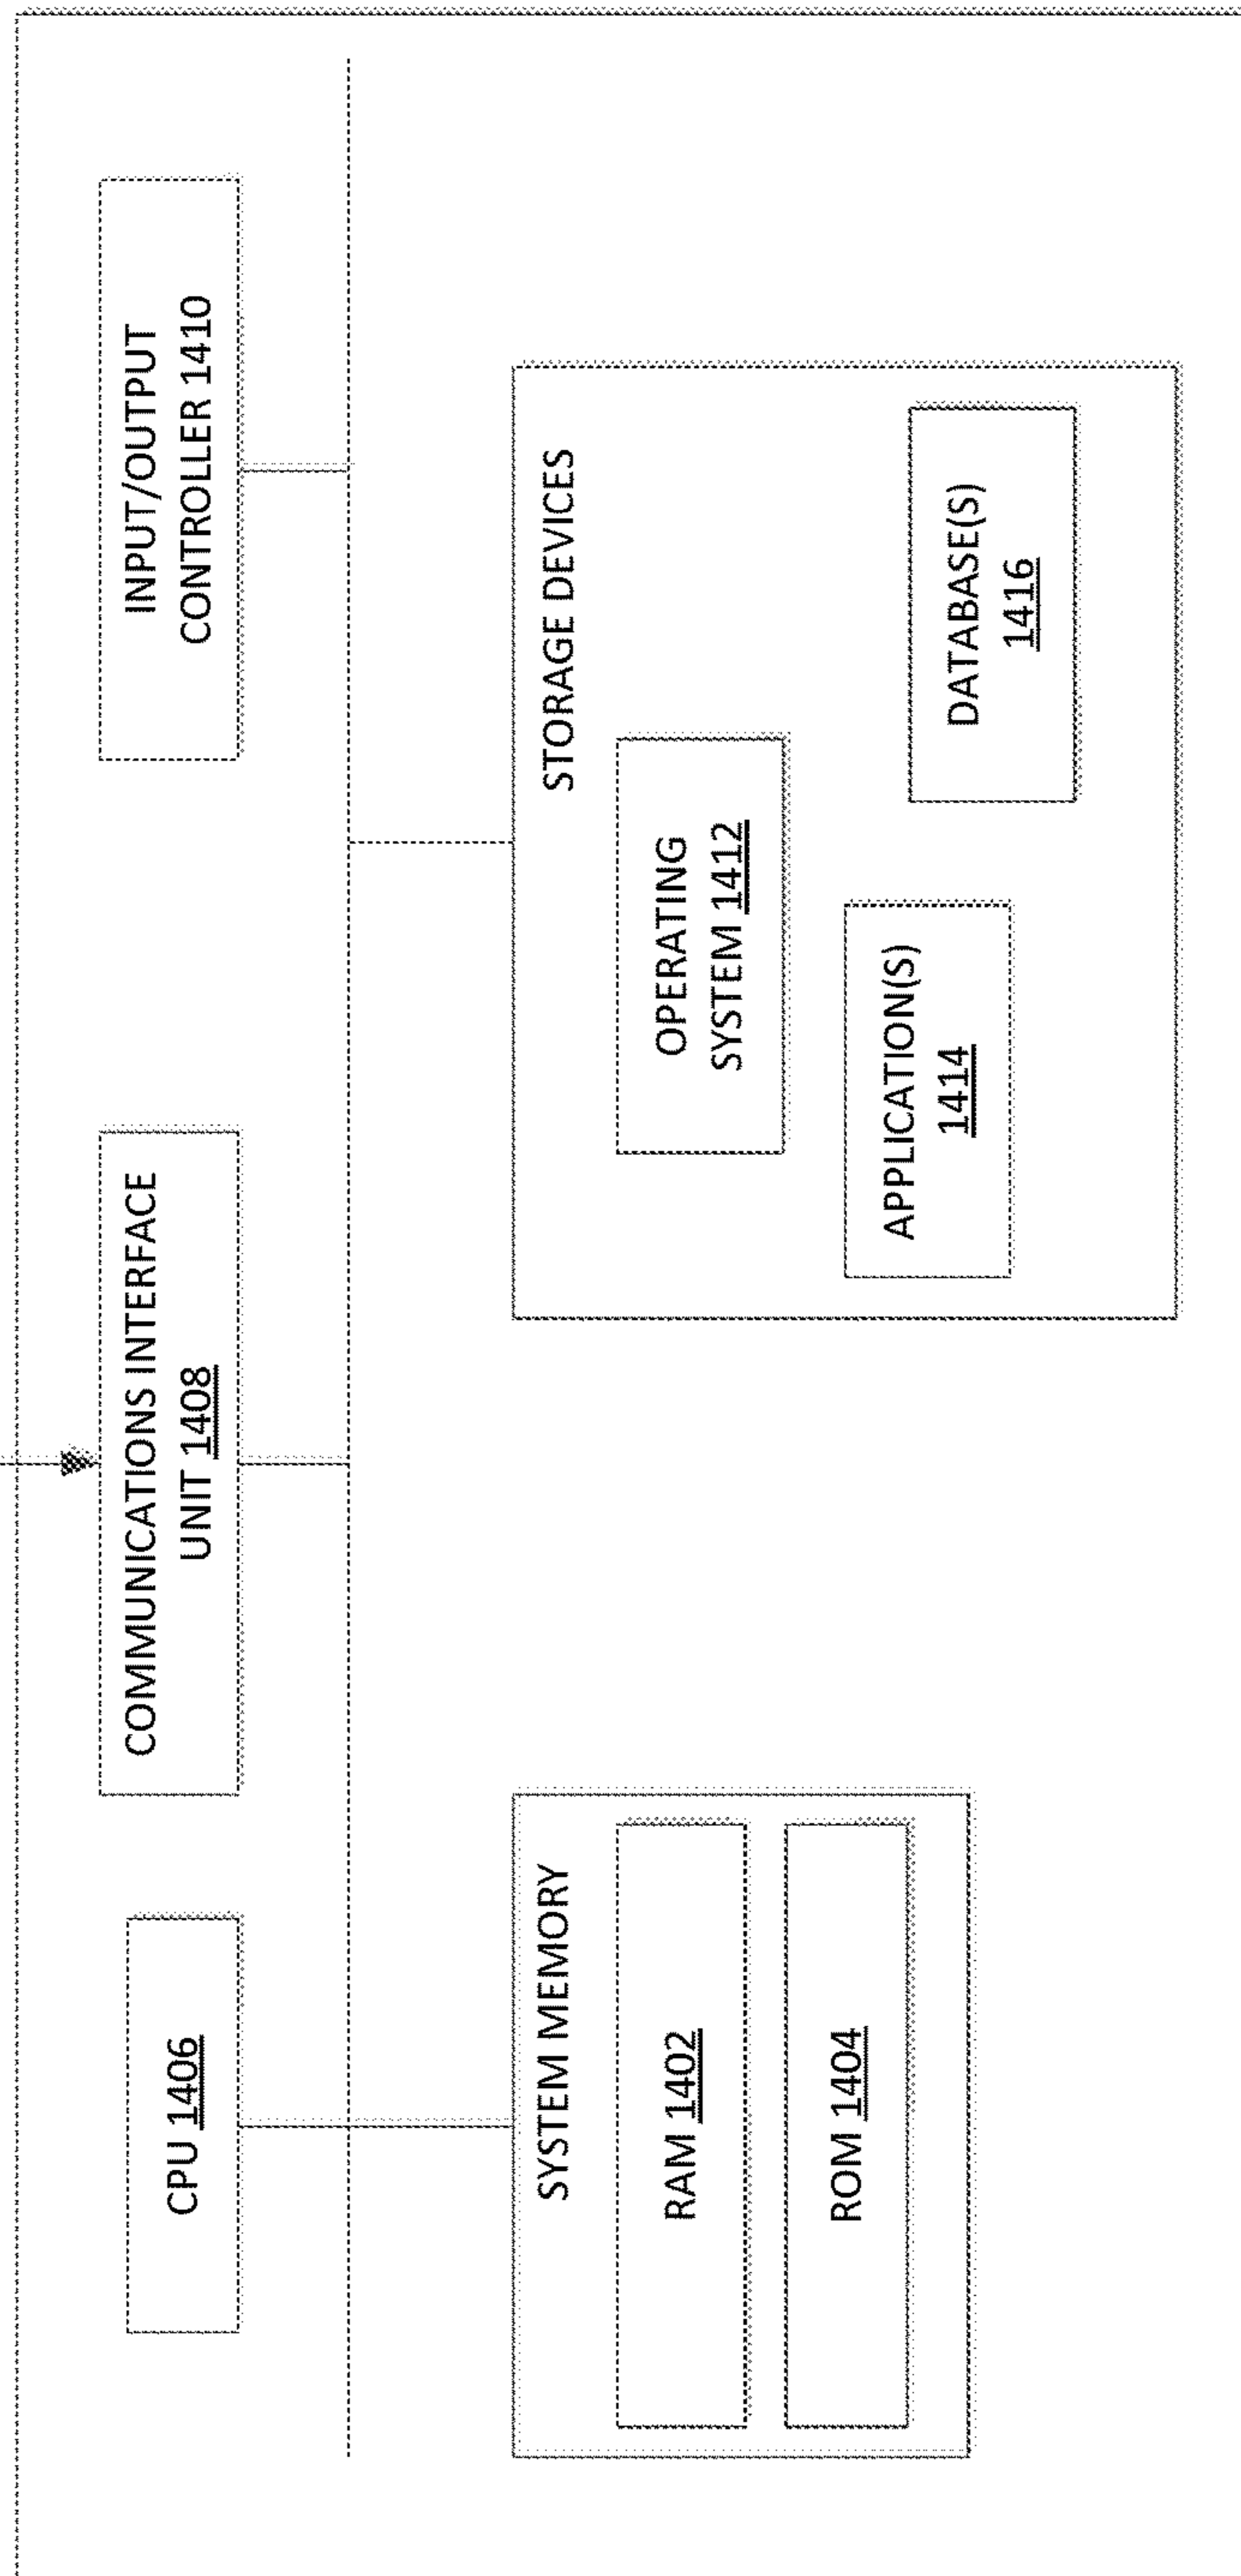 CPU 1406
COMMUNICATIONS INTERFACE
UNIT 1408
INPUT/OUTPUT
CONTROLLER 1410
SYSTEM MEMORY
RAM 1402
ROM 1404
STORAGE DEVICES
OPERATING
SYSTEM 1412
APPLICATION(S)
1414
DATABASE(S)
1416